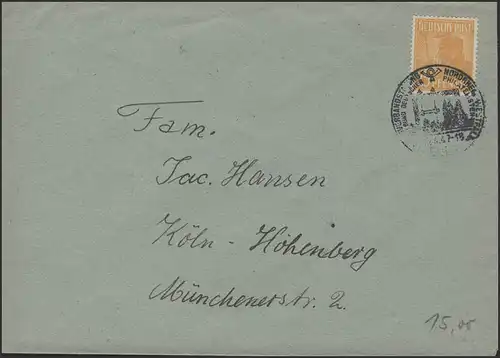 DEUTSCHE POST
Fam.
Jac. Hansen
Köln - Höhenberg
Münchenerstr. 2.
15,00